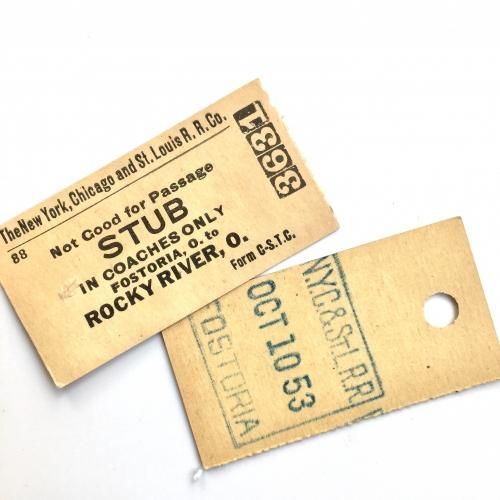 The New York, Chicago and St. Louis R. R. Co.
88
Not Good for Passage
STUB
IN COACHES ONLY
FOSTORIA, O. to
ROCKY RIVER, O.
Form C-S.T.C.
1363
N.Y.C. & St. L. R.R.
OCT 10 53
FOSTORIA